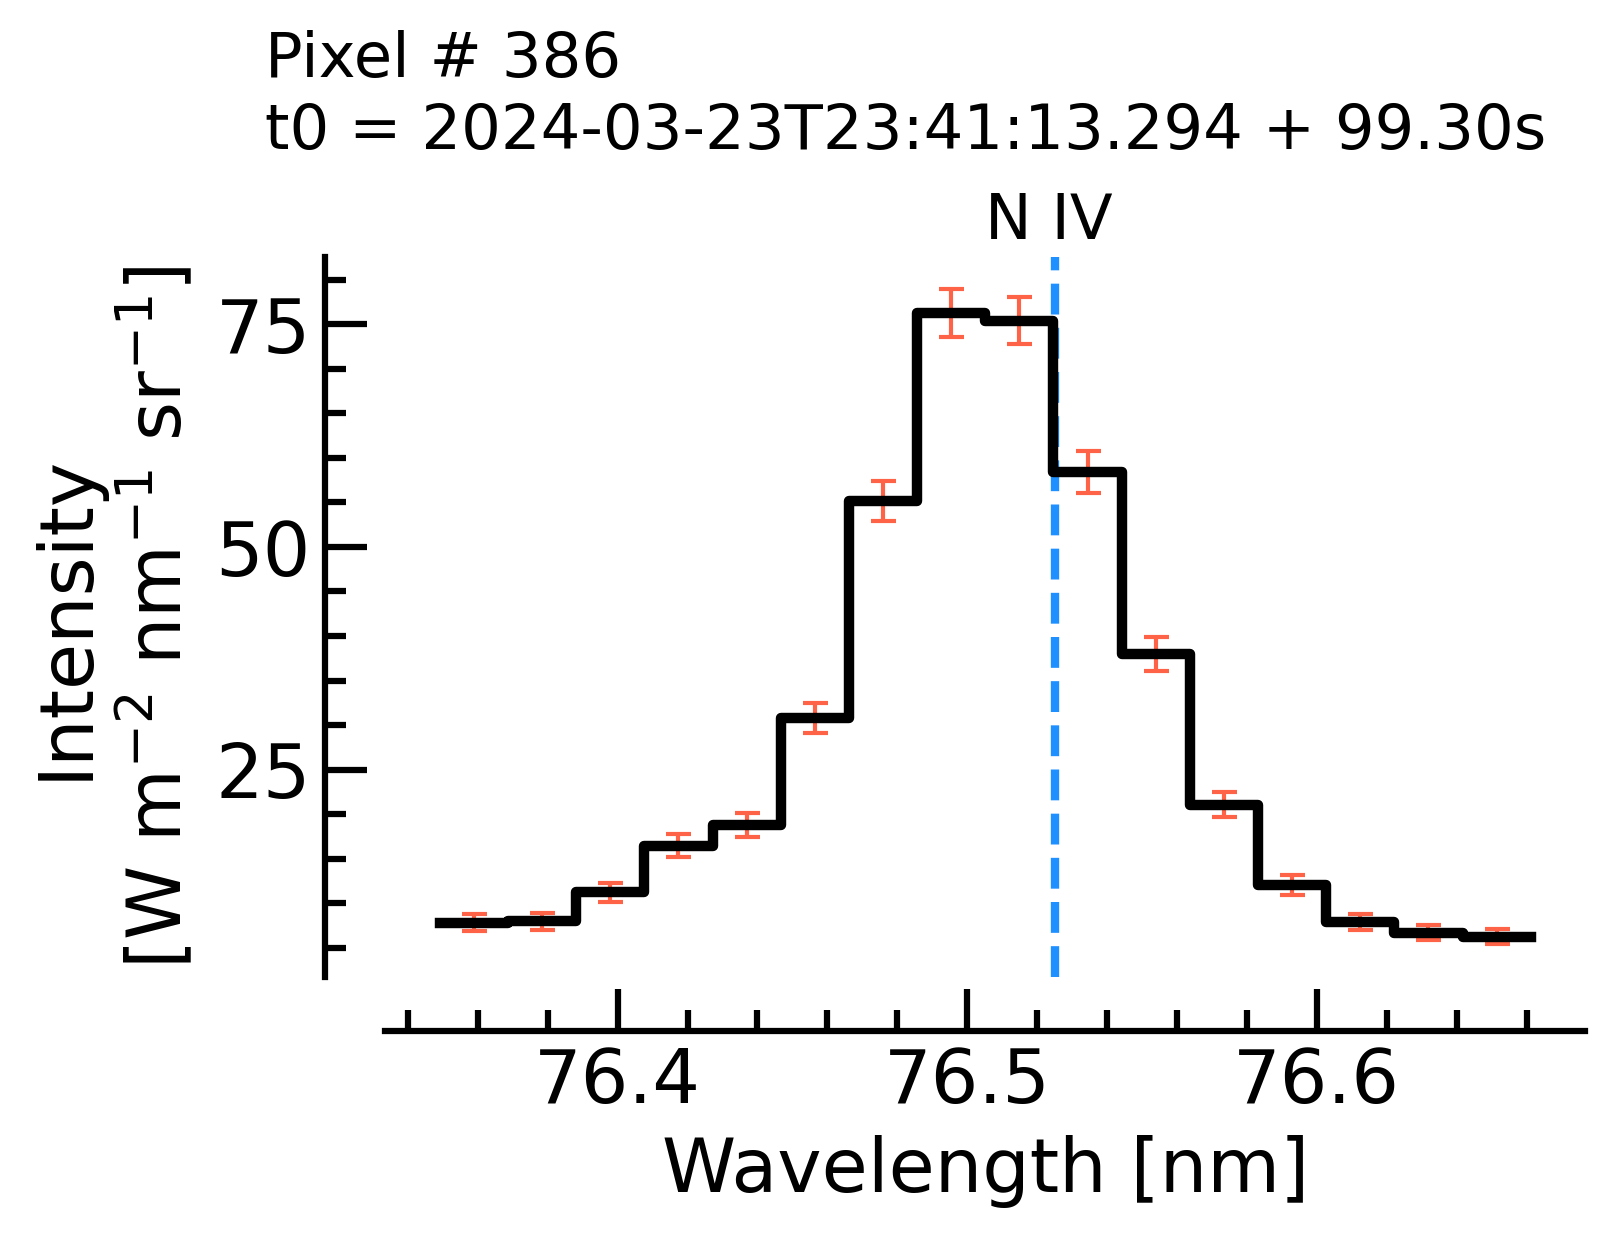 Pixel # 386
t0 = 2024-03-23T23:41:13.294 + 99.30s
N IV
Intensity
[W m⁻² nm⁻¹ sr⁻¹]
75
50
25
76.4 76.5 76.6
Wavelength [nm]